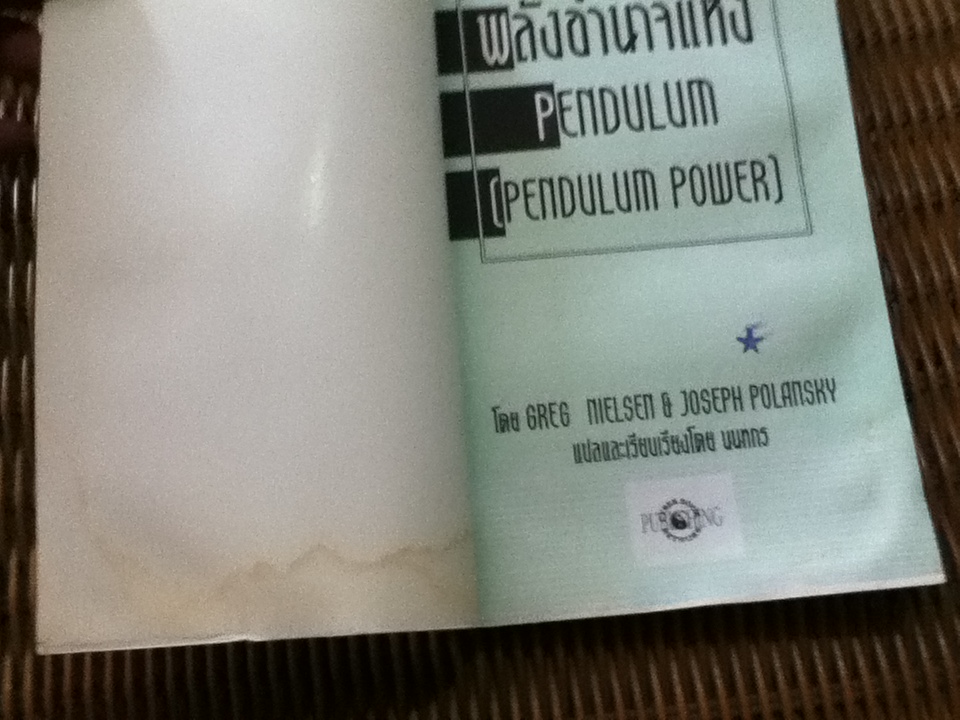 พลังอำนาจแห่ง
PENDULUM
(PENDULUM POWER)
โดย GREG NIELSEN & JOSEPH POLANSKY
แปลและเรียบเรียงโดย นนทกร